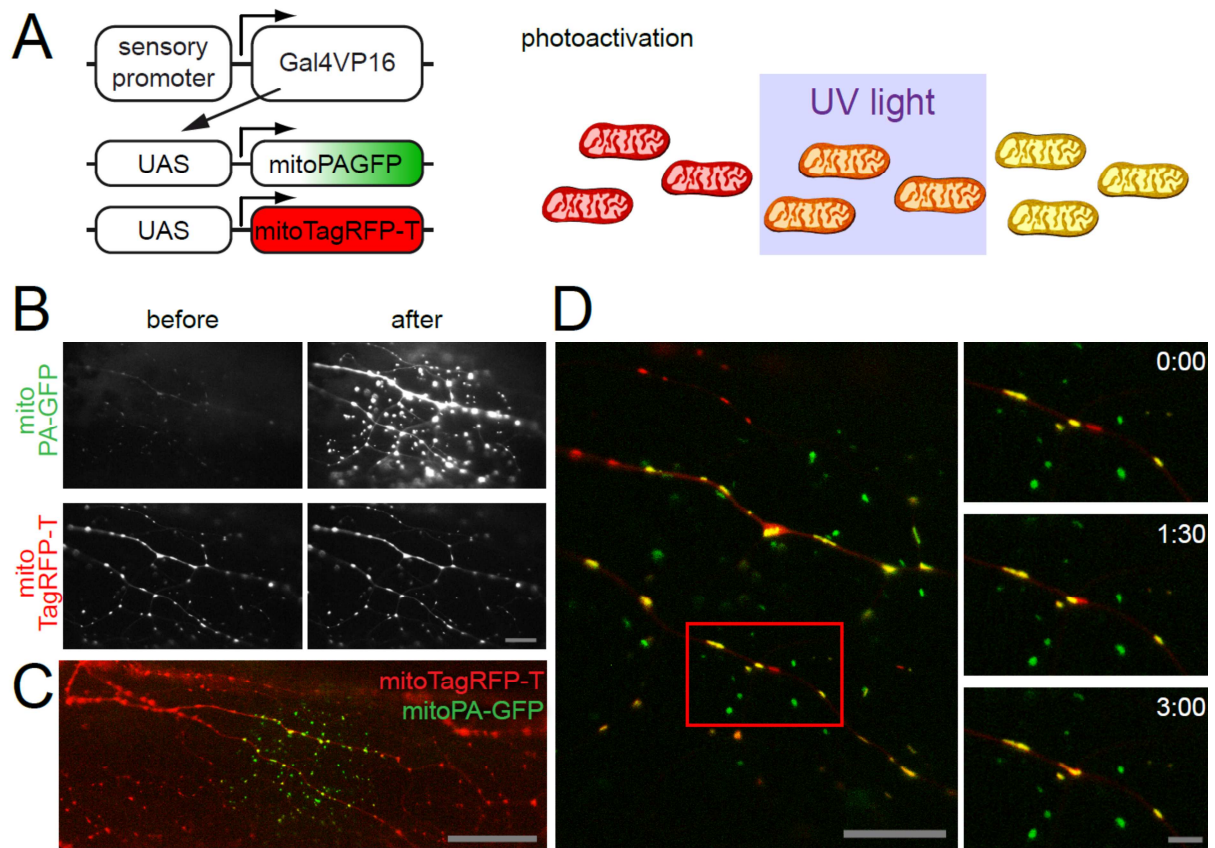 A
sensory
promoter
Gal4VP16
UAS
mitoPAGFP
UAS
mitoTagRFP-T
photoactivation
UV light
B
before
after
mito
PA-GFP
mito
TagRFP-T
C
mitoTagRFP-T
mitoPA-GFP
D
0:00
1:30
3:00